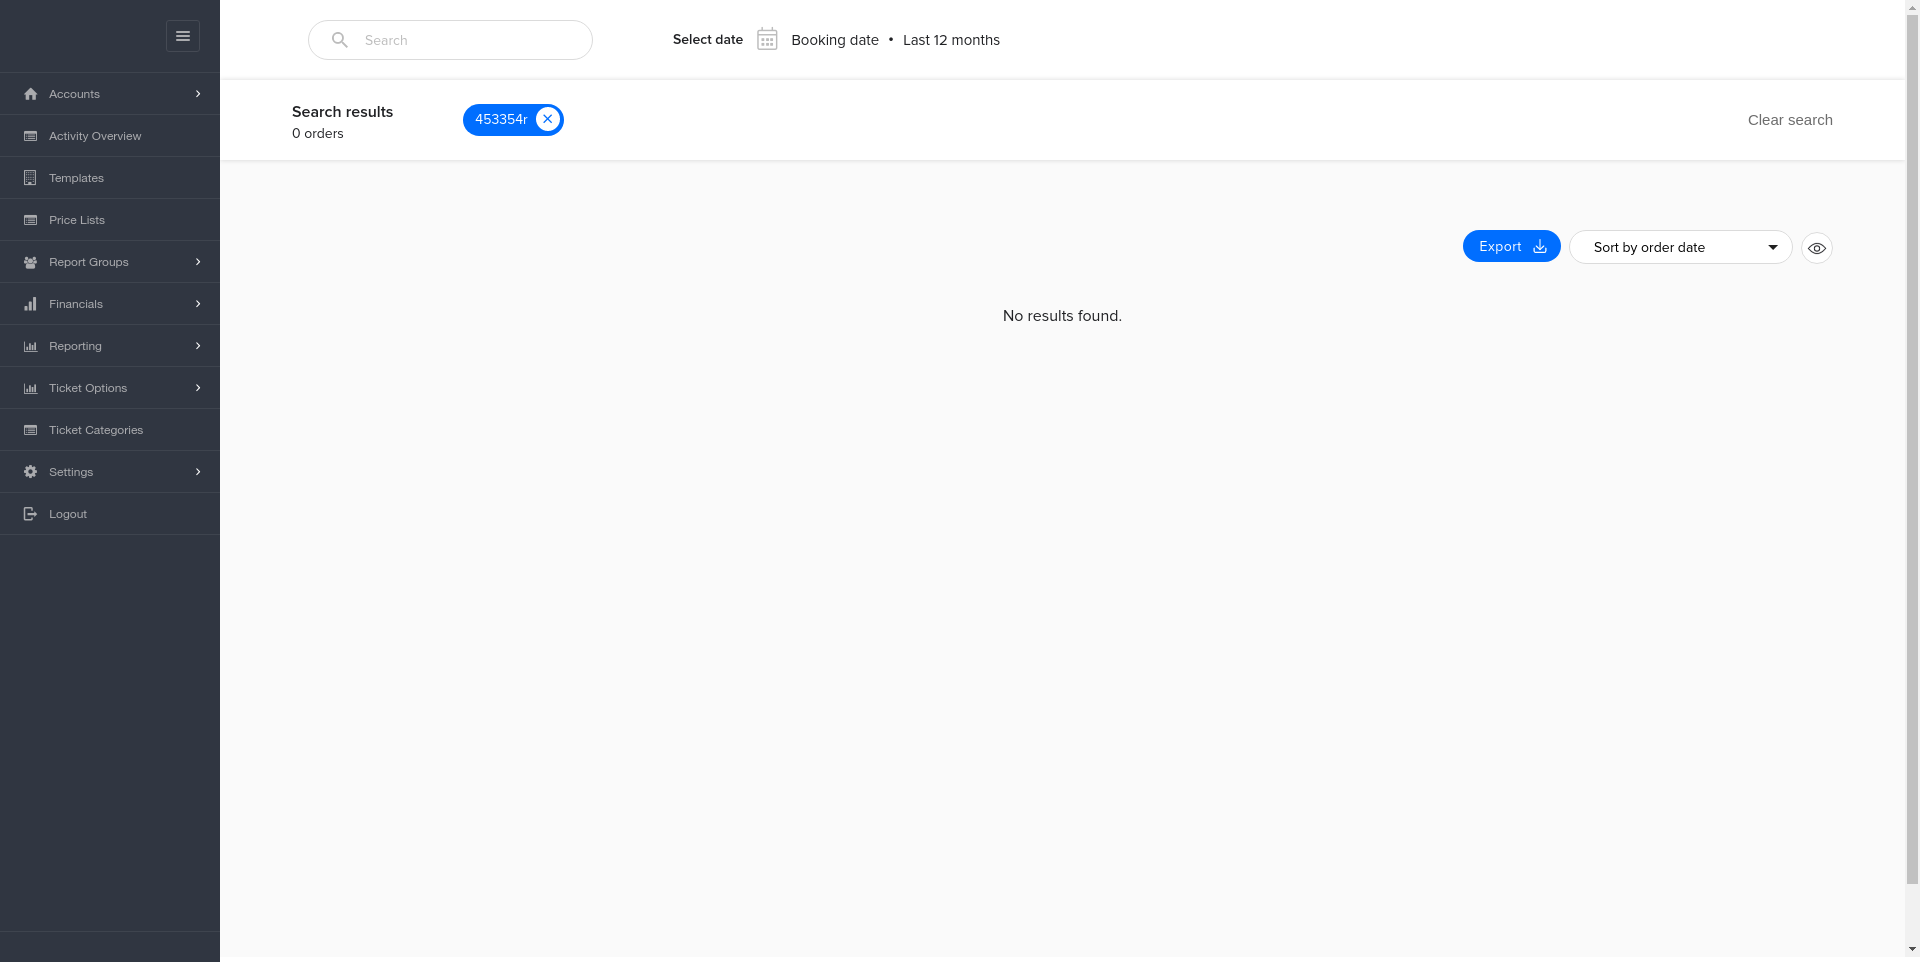 Accounts
Activity Overview
Templates
Price Lists
Report Groups
Financials
Reporting
Ticket Options
Ticket Categories
Settings
Logout
Search
Select date
Booking date • Last 12 months
Search results
0 orders
453354r
Clear search
Export
Sort by order date
No results found.